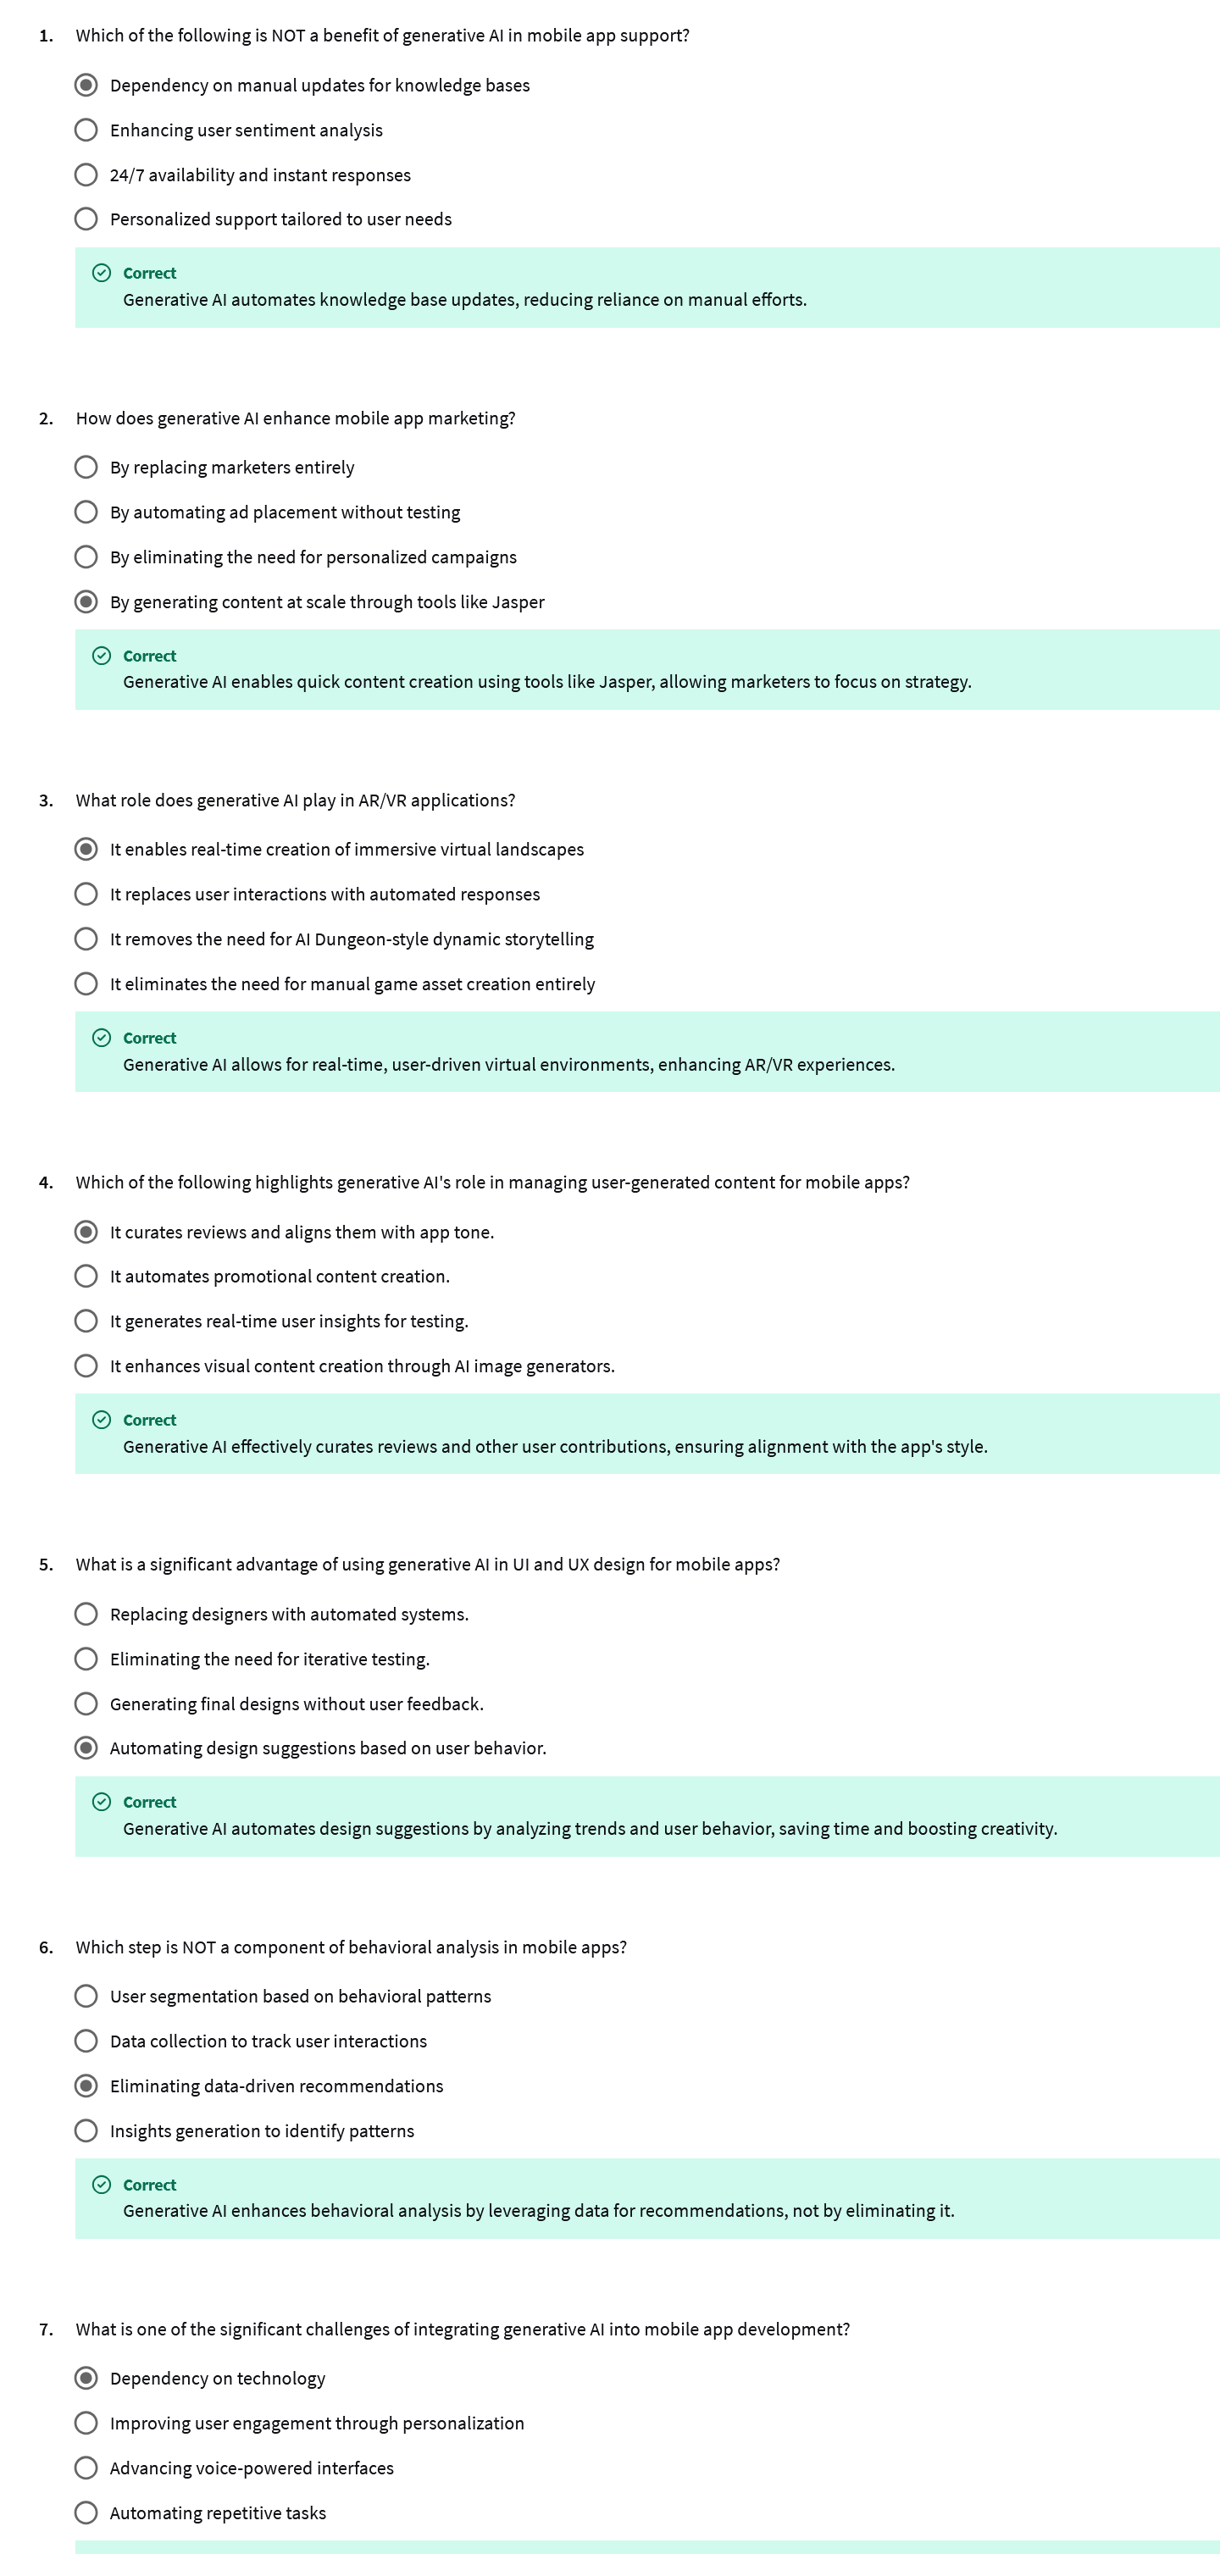 1. Which of the following is NOT a benefit of generative AI in mobile app support?
Dependency on manual updates for knowledge bases
Enhancing user sentiment analysis
24/7 availability and instant responses
Personalized support tailored to user needs
Correct
Generative AI automates knowledge base updates, reducing reliance on manual efforts.
2. How does generative AI enhance mobile app marketing?
By replacing marketers entirely
By automating ad placement without testing
By eliminating the need for personalized campaigns
By generating content at scale through tools like Jasper
Correct
Generative AI enables quick content creation using tools like Jasper, allowing marketers to focus on strategy.
3. What role does generative AI play in AR/VR applications?
It enables real-time creation of immersive virtual landscapes
It replaces user interactions with automated responses
It removes the need for AI Dungeon-style dynamic storytelling
It eliminates the need for manual game asset creation entirely
Correct
Generative AI allows for real-time, user-driven virtual environments, enhancing AR/VR experiences.
4. Which of the following highlights generative AI's role in managing user-generated content for mobile apps?
It curates reviews and aligns them with app tone.
It automates promotional content creation.
It generates real-time user insights for testing.
It enhances visual content creation through AI image generators.
Correct
Generative AI effectively curates reviews and other user contributions, ensuring alignment with the app's style.
5. What is a significant advantage of using generative AI in UI and UX design for mobile apps?
Replacing designers with automated systems.
Eliminating the need for iterative testing.
Generating final designs without user feedback.
Automating design suggestions based on user behavior.
Correct
Generative AI automates design suggestions by analyzing trends and user behavior, saving time and boosting creativity.
6. Which step is NOT a component of behavioral analysis in mobile apps?
User segmentation based on behavioral patterns
Data collection to track user interactions
Eliminating data-driven recommendations
Insights generation to identify patterns
Correct
Generative AI enhances behavioral analysis by leveraging data for recommendations, not by eliminating it.
7. What is one of the significant challenges of integrating generative AI into mobile app development?
Dependency on technology
Improving user engagement through personalization
Advancing voice-powered interfaces
Automating repetitive tasks